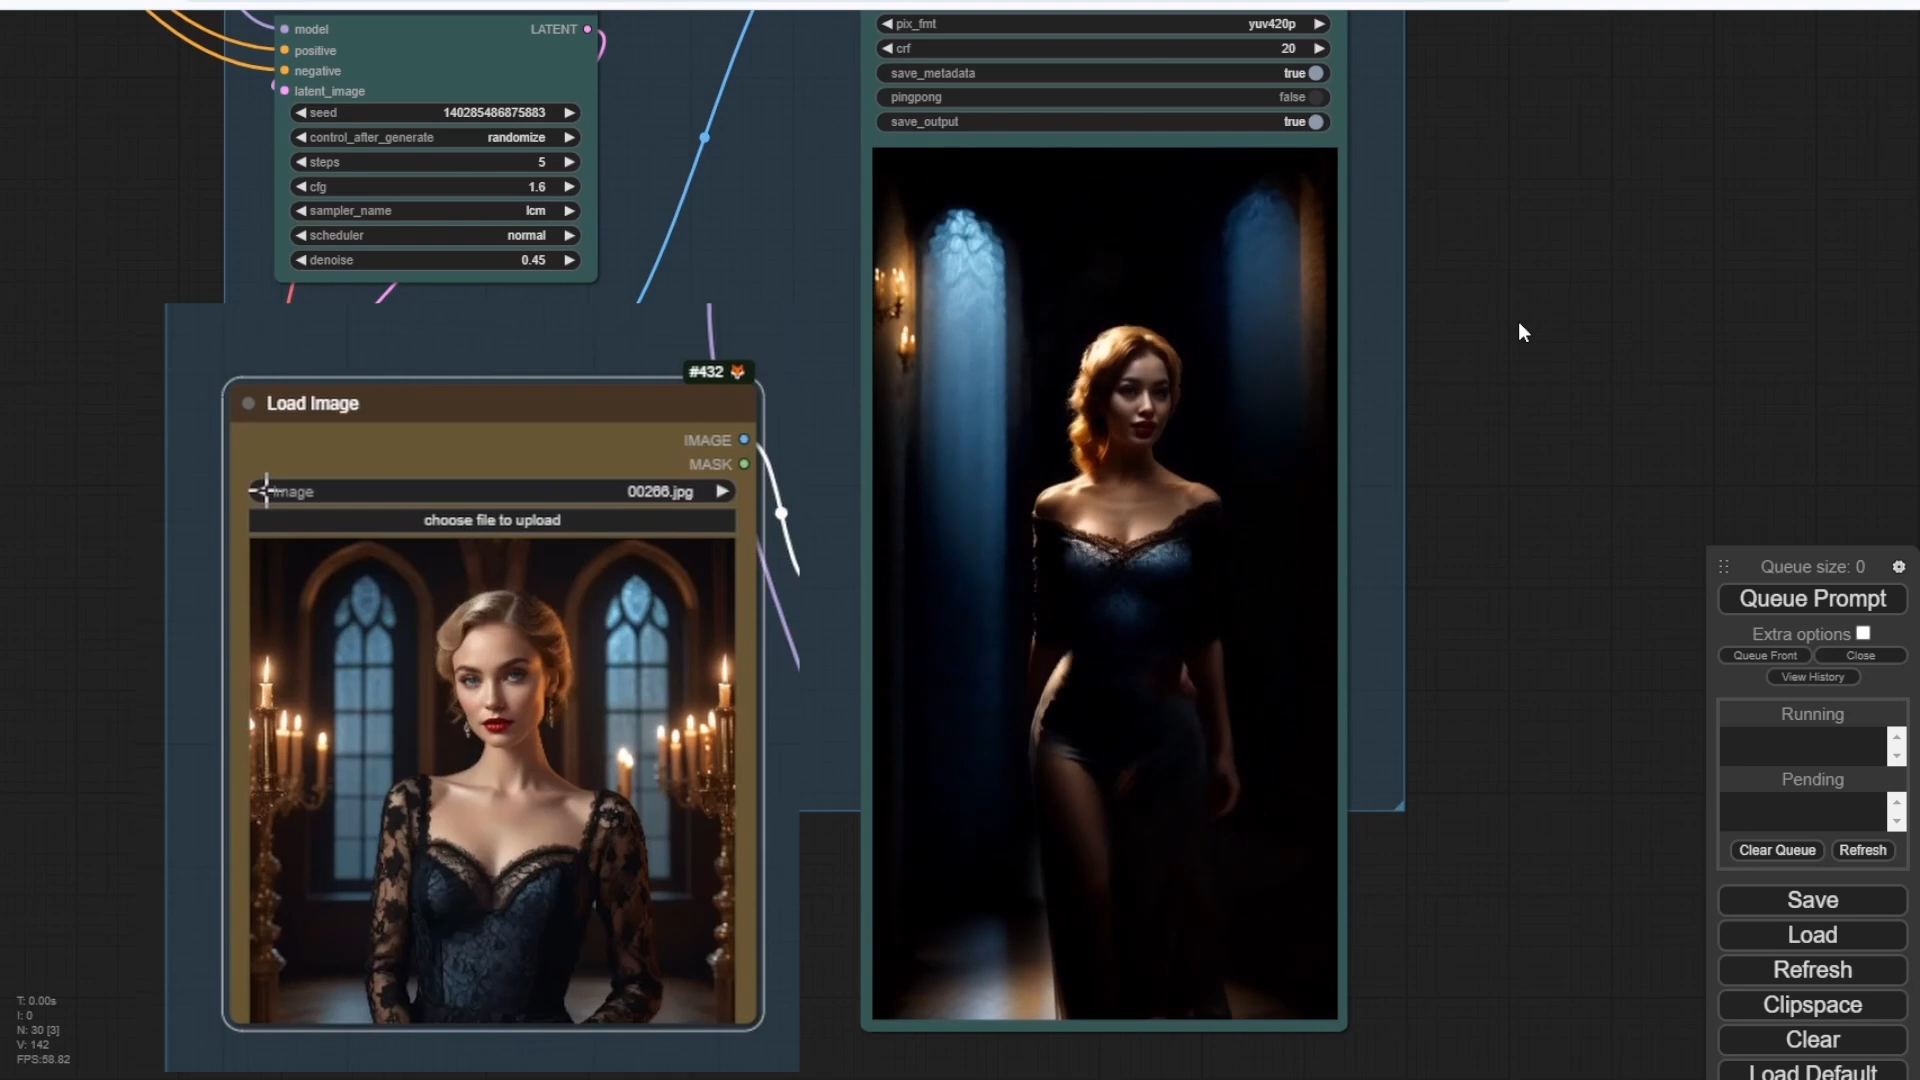 model LATENT
positive
negative
latent_image
seed 140285486875883
control_after_generate randomize
steps 5
cfg 1.6
sampler_name lcm
scheduler normal
denoise 0.45
pix_fmt yuv420p
crf 20
save_metadata true
pingpong false
save_output true
#432
Load Image
IMAGE
MASK
image 00266.jpg
choose file to upload
Queue size: 0
Queue Prompt
Extra options
Queue Front Close
View History
Running
Pending
Clear Queue Refresh
Save
Load
Refresh
Clipspace
Clear
Load Default
T: 0.00s
I: 0
N: 30 [3]
V: 142
FPS:58.82